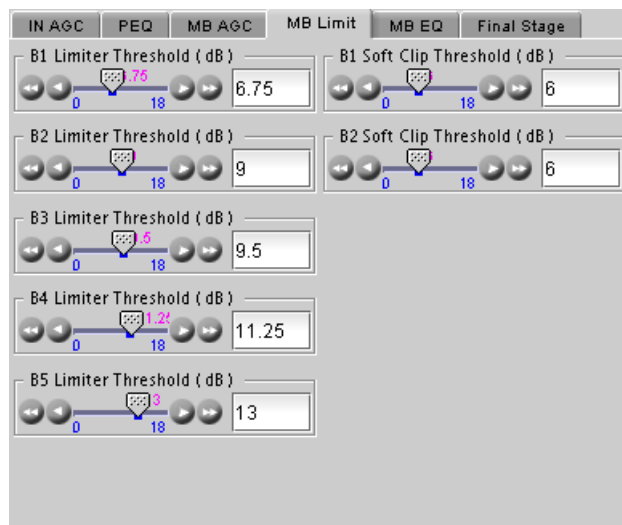 IN AGC PEQ MB AGC MB Limit MB EQ Final Stage
B1 Limiter Threshold ( dB ) B1 Soft Clip Threshold ( dB )
.75 6.75 6
0 18 0 18
B2 Limiter Threshold ( dB ) B2 Soft Clip Threshold ( dB )
9 6
0 18 0 18
B3 Limiter Threshold ( dB )
.5 9.5
0 18
B4 Limiter Threshold ( dB )
1.25 11.25
0 18
B5 Limiter Threshold ( dB )
3 13
0 18